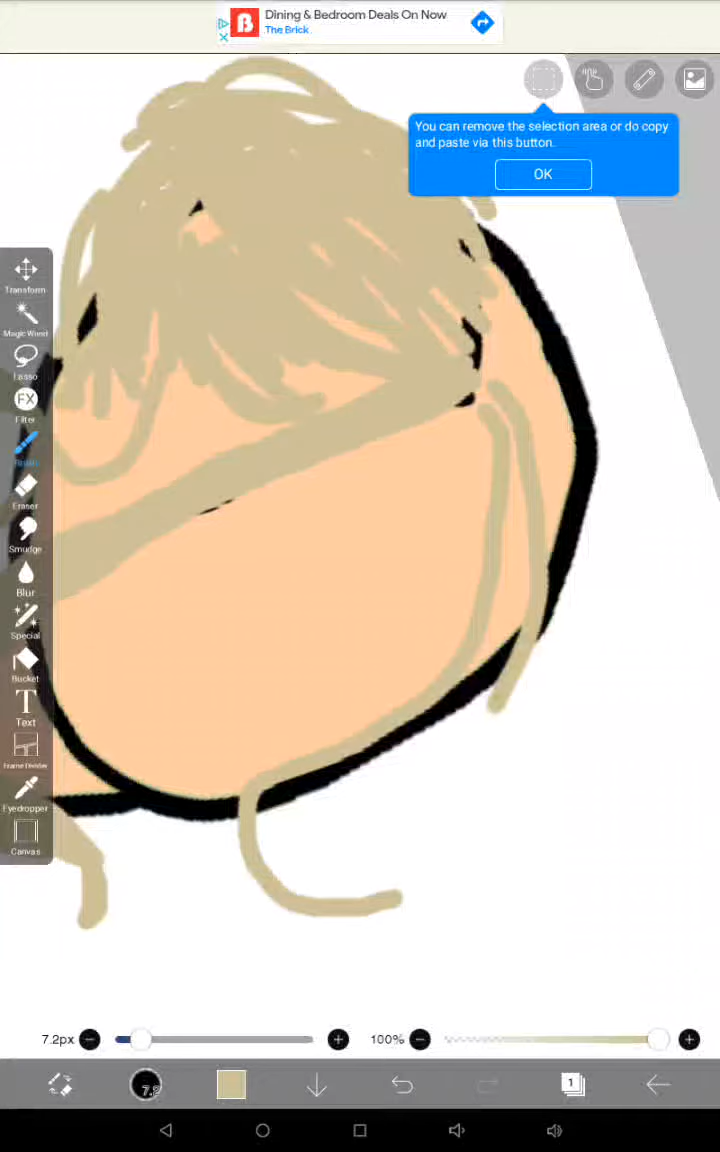 Dining & Bedroom Deals On Now
B
The Brick
You can remove the selection area or do copy
and paste via this button.
OK
Transform
Magic Wand
Lasso
FX
Filter
Brush
Eraser
Smudge
Blur
Special
Bucket
T
Text
Frame Divider
Eyedropper
Canvas
7.2px
100%
1